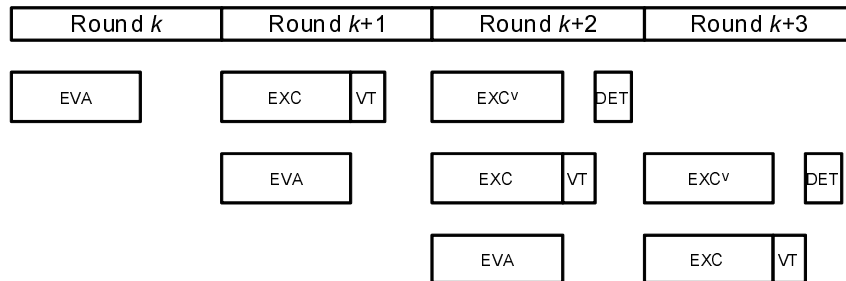 Round k Round k+1 Round k+2 Round k+3
EVA EXC VT EXCᵛ DET
EVA EXC VT EXCᵛ DET
EVA EXC VT